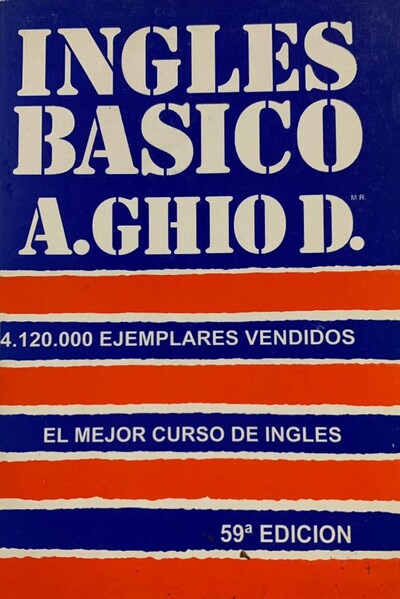 INGLES
BASICO
A.GHIO D.
M.R.
4.120.000 EJEMPLARES VENDIDOS
EL MEJOR CURSO DE INGLES
59ª EDICION